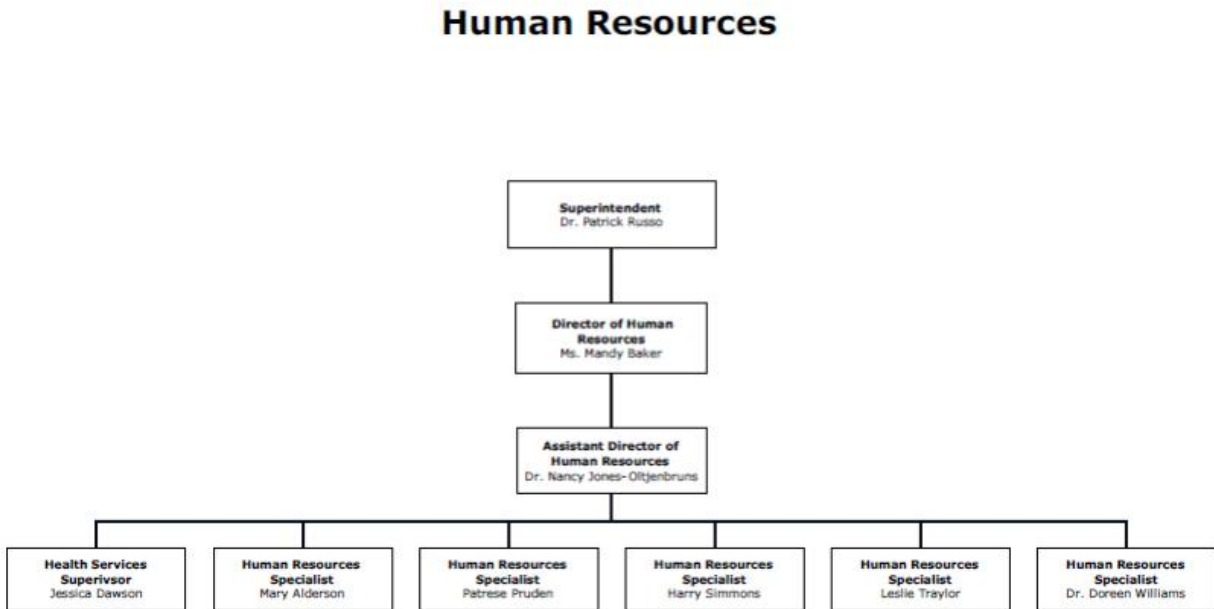 Human Resources
Superintendent
Dr. Patrick Russo
Director of Human
Resources
Ms. Mandy Baker
Assistant Director of
Human Resources
Dr. Nancy Jones-Oltjenbruns
Health Services
Superivsor
Jessica Dawson
Human Resources
Specialist
Mary Alderson
Human Resources
Specialist
Patrese Pruden
Human Resources
Specialist
Harry Simmons
Human Resources
Specialist
Leslie Traylor
Human Resources
Specialist
Dr. Doreen Williams